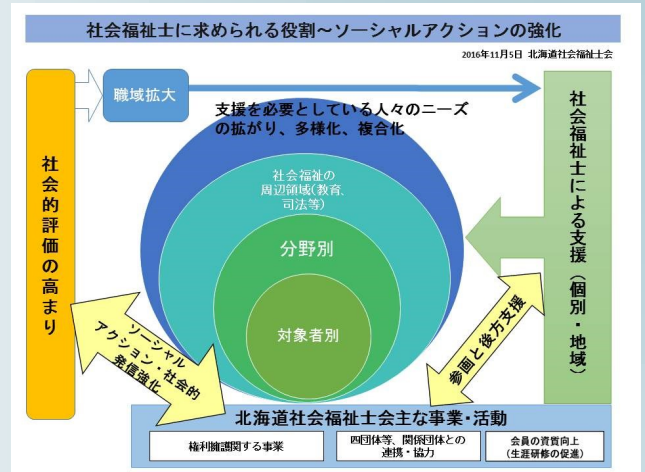 社会福祉士に求められる役割～ソーシャルアクションの強化
2016年11月5日 北海道社会福祉士会
職域拡大
支援を必要としている人々のニーズ
の拡がり、多様化、複合化
社会的評価の高まり
社会福祉の
周辺領域(教育、
司法等)
分野別
対象者別
社会福祉士による支援（個別・地域）
ソーシャル
アクション・社会的
発信強化
参画と後方支援
北海道社会福祉士会主な事業・活動
権利擁護関する事業
四団体等、関係団体との
連携・協力
会員の資質向上
（生涯研修の促進）